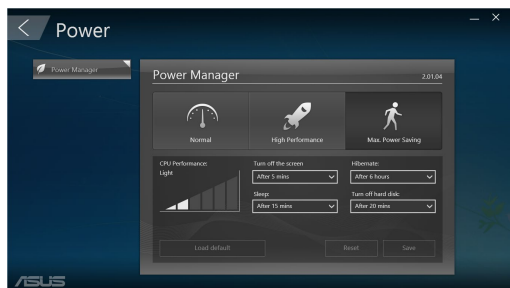 Power
Power Manager
Power Manager
2.01.04
Normal
High Performance
Max. Power Saving
CPU Performance:
Light
Turn off the screen
After 5 mins
Hibernate:
After 6 hours
Sleep:
After 15 mins
Turn off hard disk:
After 20 mins
Load default
Reset
Save
ASUS